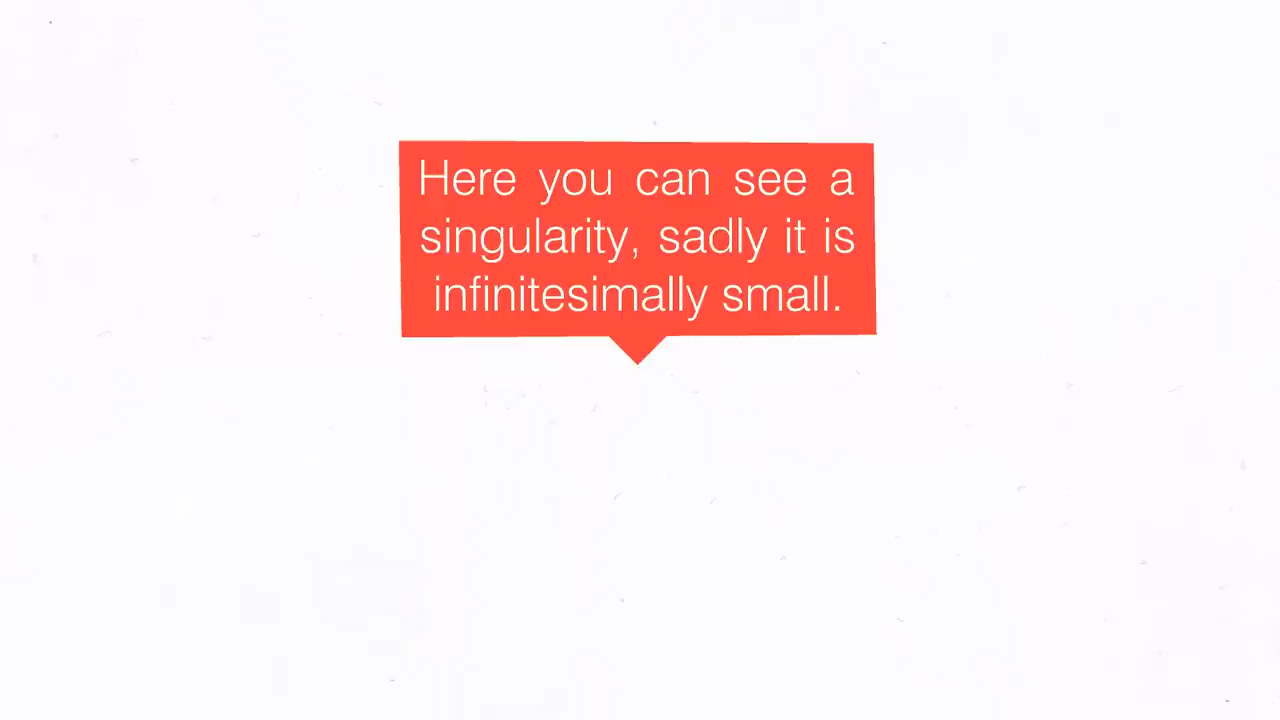 Here you can see a
singularity, sadly it is
infinitesimally small.